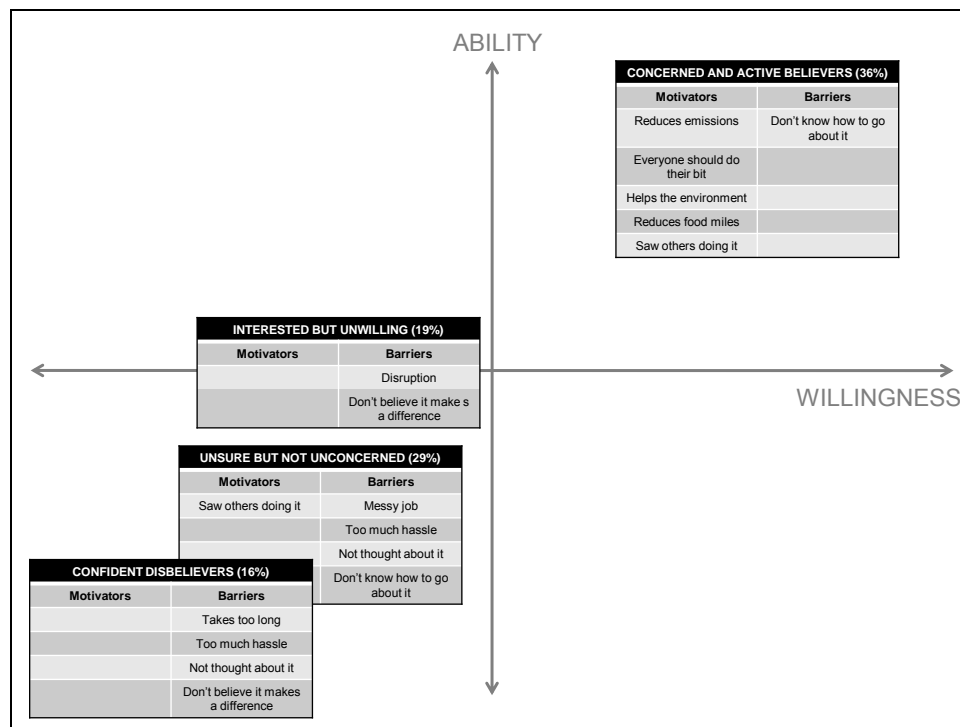 ABILITY
CONCERNED AND ACTIVE BELIEVERS (36%)
Motivators Barriers
Reduces emissions Don't know how to go
about it
Everyone should do
their bit
Helps the environment
Reduces food miles
Saw others doing it
INTERESTED BUT UNWILLING (19%)
Motivators Barriers
Disruption
Don't believe it make s
a difference
WILLINGNESS
UNSURE BUT NOT UNCONCERNED (29%)
Motivators Barriers
Saw others doing it Messy job
Too much hassle
Not thought about it
Don't know how to go
about it
CONFIDENT DISBELIEVERS (16%)
Motivators Barriers
Takes too long
Too much hassle
Not thought about it
Don't believe it makes
a difference